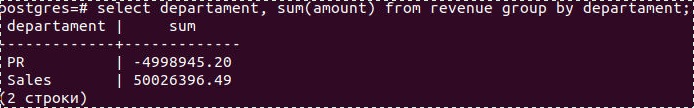 postgres=# select departament, sum(amount) from revenue group by departament;
 departament |     sum
-------------+--------------
 PR          | -4998945.20
 Sales       | 50026396.49
(2 строки)